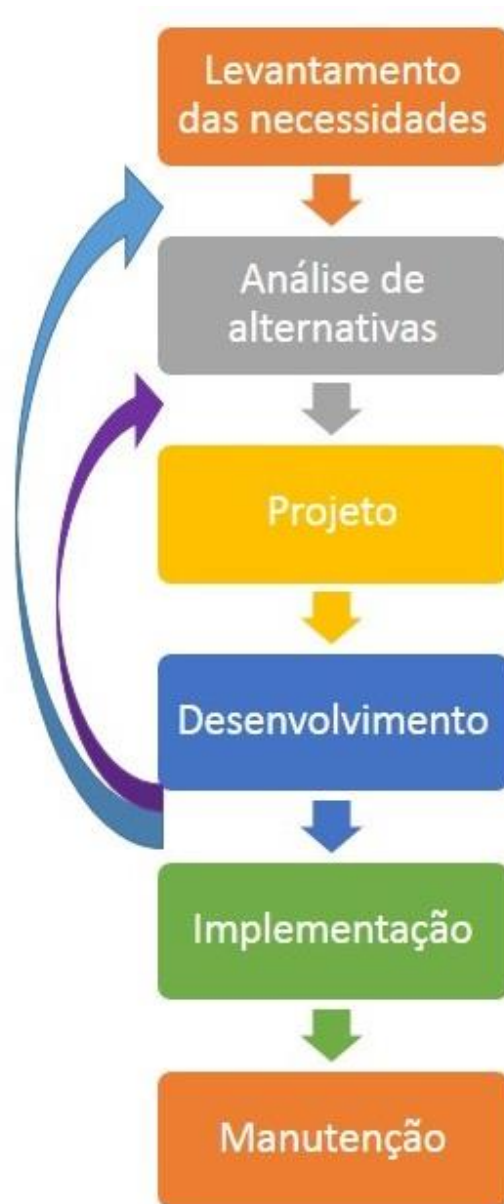 Levantamento
das necessidades
Análise de
alternativas
Projeto
Desenvolvimento
Implementação
Manutenção